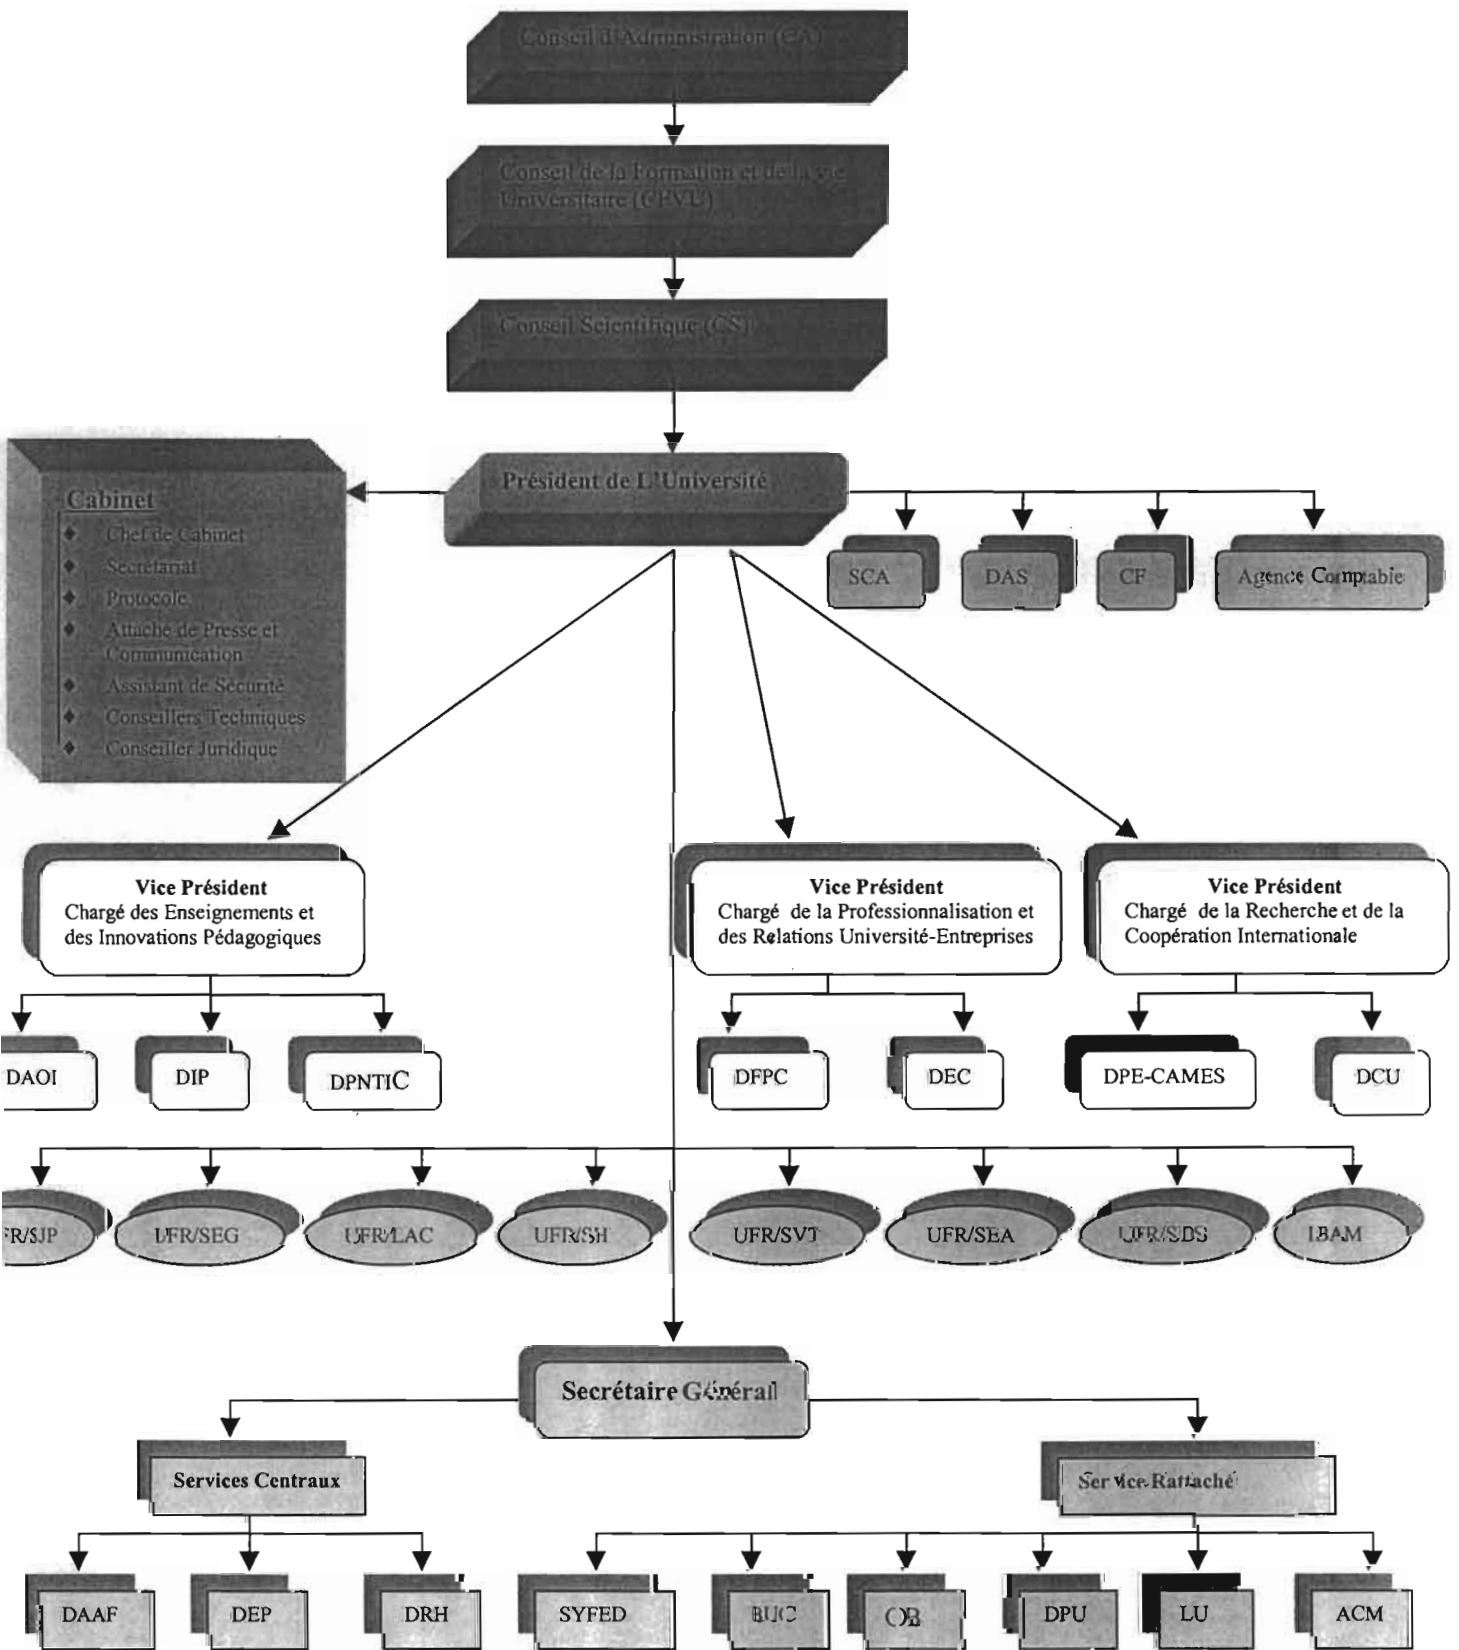 Conseil d'Administration (CA)
Conseil de la Formation et de la vie
Universitaire (CFVU)
Conseil Scientifique (CS)
Président de L'Université
Cabinet
Chef de Cabinet
Secrétariat
Protocole
Attaché de Presse et
Communication
Assistant de Sécurité
Conseillers Techniques
Conseiller Juridique
SCA
DAS
CF
Agence Comptable
Vice Président
Chargé des Enseignements et
des Innovations Pédagogiques
Vice Président
Chargé de la Professionnalisation et
des Relations Université-Entreprises
Vice Président
Chargé de la Recherche et de la
Coopération Internationale
DAOI
DIP
DPNTIC
DFPC
DEC
DPE-CAMES
DCU
FR/SJP
UFR/SEG
UFR/LAC
UFR/SH
UFR/SVT
UFR/SEA
UFR/SDS
IBAM
Secrétaire Général
Services Centraux
Service Rattaché
DAAF
DEP
DRH
SYFED
BUC
OB
DPU
LU
ACM